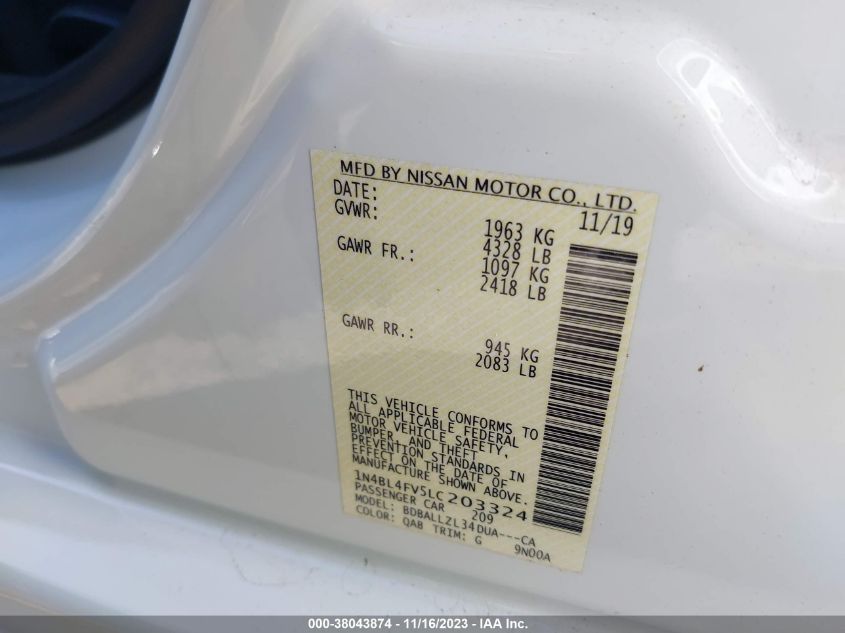 MFD BY NISSAN MOTOR CO., LTD.
DATE: 11/19
GVWR: 1963 KG
4328 LB
GAWR FR.: 1097 KG
2418 LB
GAWR RR.: 945 KG
2083 LB
THIS VEHICLE CONFORMS TO
ALL APPLICABLE FEDERAL
MOTOR VEHICLE SAFETY,
BUMPER, AND THEFT
PREVENTION STANDARDS IN
EFFECT ON THE DATE OF
MANUFACTURE SHOWN ABOVE.
1N4BL4FV5LC203324
PASSENGER CAR 209
MODEL: BDBALLZL34DUA---CA
COLOR: QAB TRIM: G 9N00A
000-38043874 - 11/16/2023 - IAA Inc.